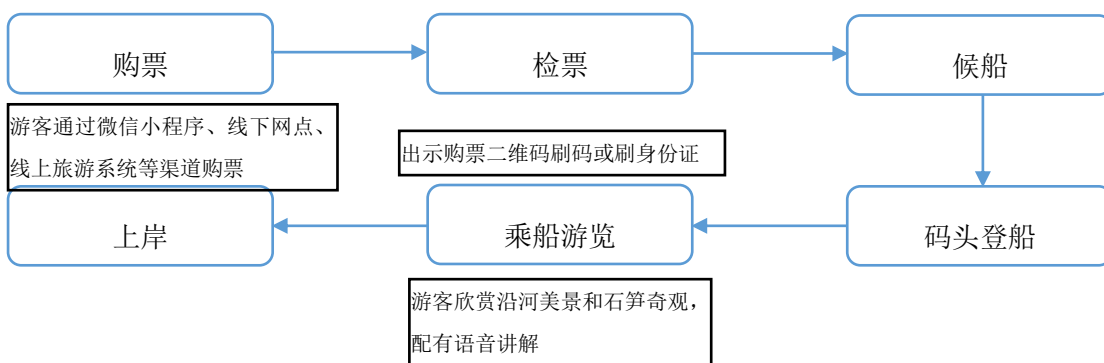 购票
检票
候船
游客通过微信小程序、线下网点、
线上旅游系统等渠道购票
出示购票二维码刷码或刷身份证
上岸
乘船游览
码头登船
游客欣赏沿河美景和石笋奇观，
配有语音讲解